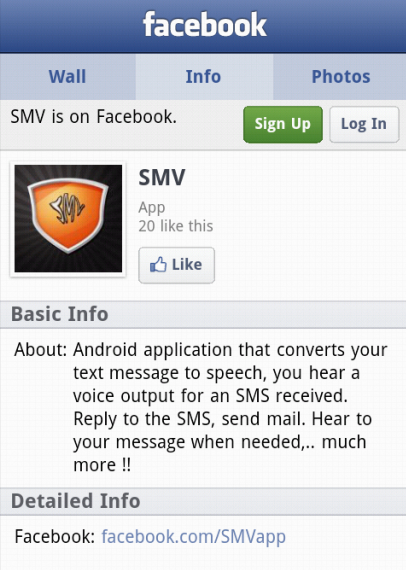 facebook
Wall Info Photos
SMV is on Facebook. Sign Up Log In
SMV
SMV
App
20 like this
Like
Basic Info
About: Android application that converts your
text message to speech, you hear a
voice output for an SMS received.
Reply to the SMS, send mail. Hear to
your message when needed,.. much
more !!
Detailed Info
Facebook: facebook.com/SMVapp